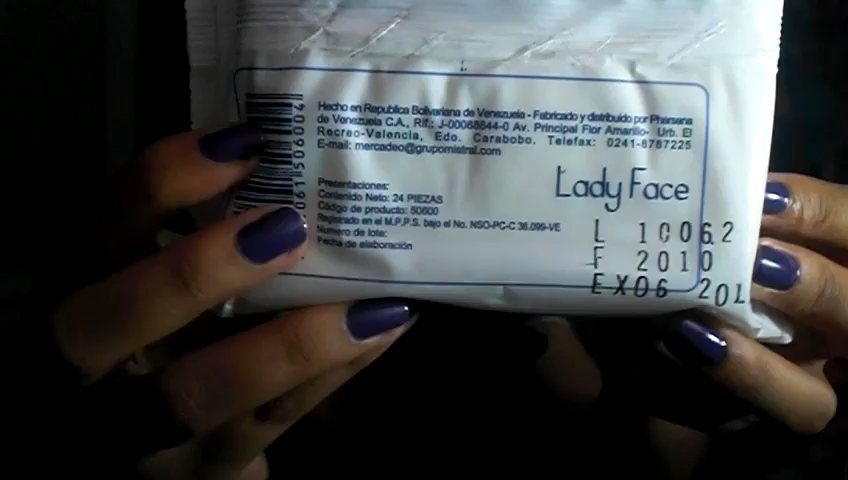 Hecho en Republica Bolivariana de Venezuela - Fabricado y distribuido por Pharsana
de Venezuela C.A., Rif.: J-00088644-0 Av. Principal Flor Amarillo- Urb. El
Recreo-Valencia, Edo. Carabobo. Telefax: 0241-8787225
E-mail: mercadeo@grupomistral.com
Lady Face
Presentaciones:
Contenido Neto: 24 PIEZAS
Código de producto: 50600
Registrado en el M.P.P.S. bajo el No. NSO-PC-C 36.099-VE
Numero de lote:
Fecha de elaboración
L 10062
F 2010
EX06 20
061506004